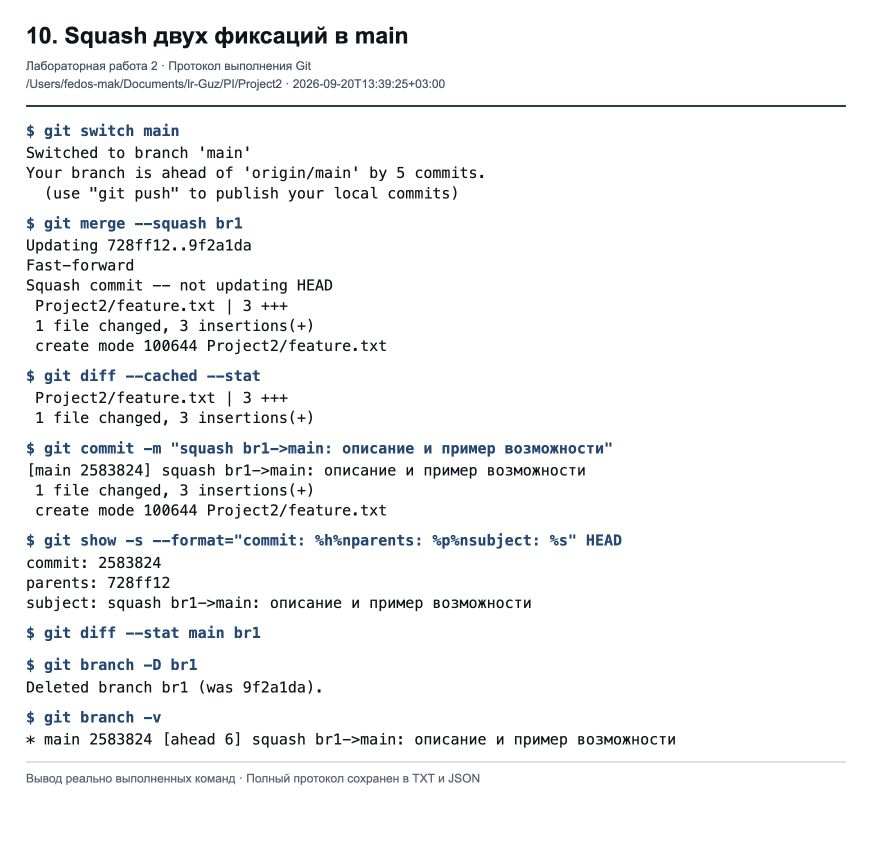 10. Squash двух фиксаций в main
Лабораторная работа 2 · Протокол выполнения Git
/Users/fedos-mak/Documents/lr-Guz/PI/Project2 · 2026-09-20T13:39:25+03:00
$ git switch main
Switched to branch 'main'
Your branch is ahead of 'origin/main' by 5 commits.
  (use "git push" to publish your local commits)
$ git merge --squash br1
Updating 728ff12..9f2a1da
Fast-forward
Squash commit -- not updating HEAD
 Project2/feature.txt | 3 +++
 1 file changed, 3 insertions(+)
 create mode 100644 Project2/feature.txt
$ git diff --cached --stat
 Project2/feature.txt | 3 +++
 1 file changed, 3 insertions(+)
$ git commit -m "squash br1->main: описание и пример возможности"
[main 2583824] squash br1->main: описание и пример возможности
 1 file changed, 3 insertions(+)
 create mode 100644 Project2/feature.txt
$ git show -s --format="commit: %h%nparents: %p%nsubject: %s" HEAD
commit: 2583824
parents: 728ff12
subject: squash br1->main: описание и пример возможности
$ git diff --stat main br1
$ git branch -D br1
Deleted branch br1 (was 9f2a1da).
$ git branch -v
* main 2583824 [ahead 6] squash br1->main: описание и пример возможности
Вывод реально выполненных команд · Полный протокол сохранен в TXT и JSON